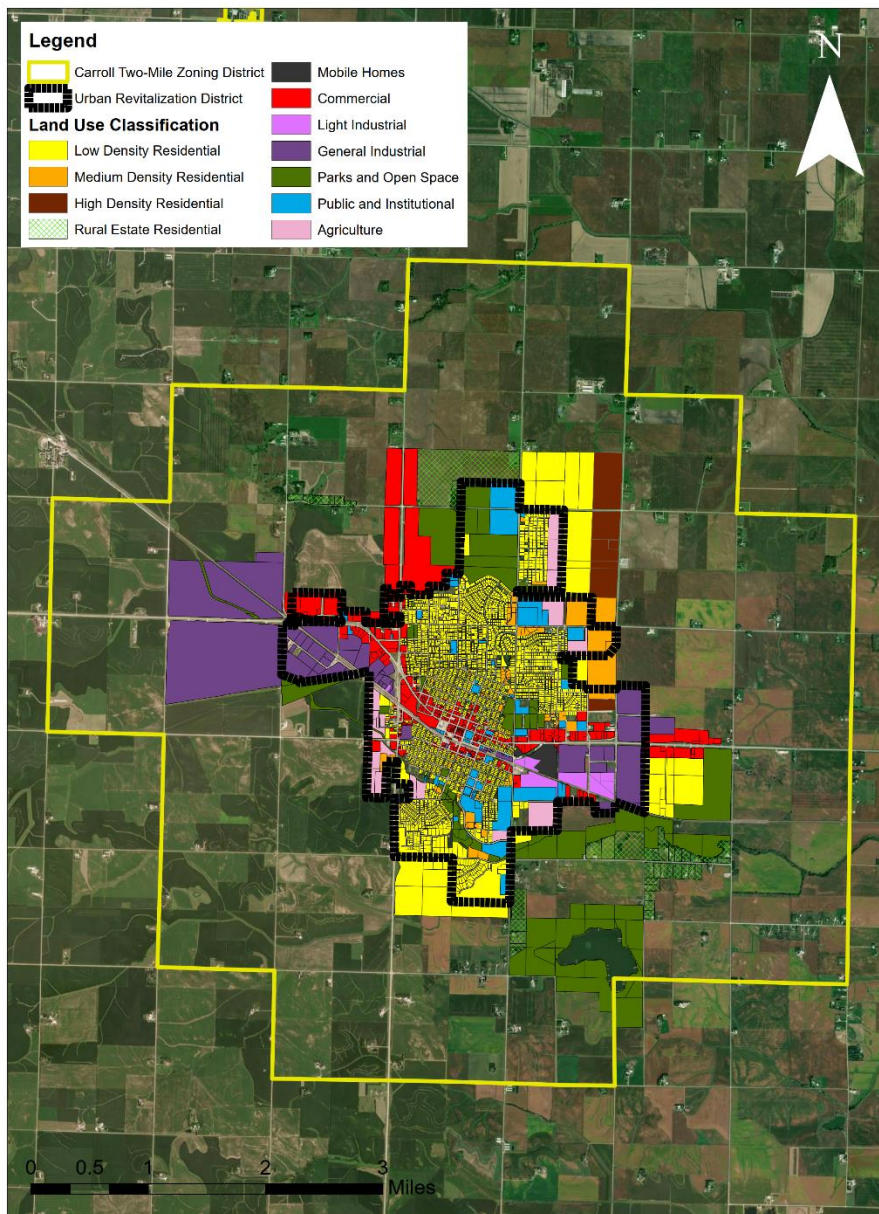 Legend
Carroll Two-Mile Zoning District
Urban Revitalization District
Land Use Classification
Low Density Residential
Medium Density Residential
High Density Residential
Rural Estate Residential
Mobile Homes
Commercial
Light Industrial
General Industrial
Parks and Open Space
Public and Institutional
Agriculture
N
0 0.5 1 2 3
Miles